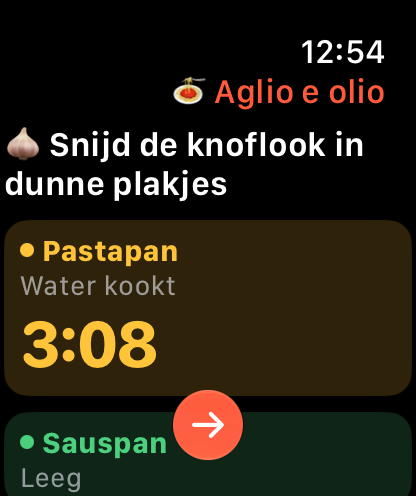 12:54
Aglio e olio
Snijd de knoflook in
dunne plakjes
Pastapan
Water kookt
3:08
Sauspan
Leeg